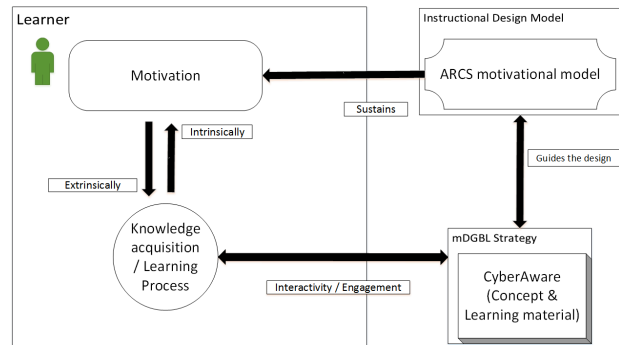 Learner
Instructional Design Model
Motivation
ARCS motivational model
Sustains
Intrinsically
Extrinsically
Guides the design
Knowledge
acquisition
/ Learning
Process
mDGBL Strategy
CyberAware
(Concept &
Learning material)
Interactivity / Engagement